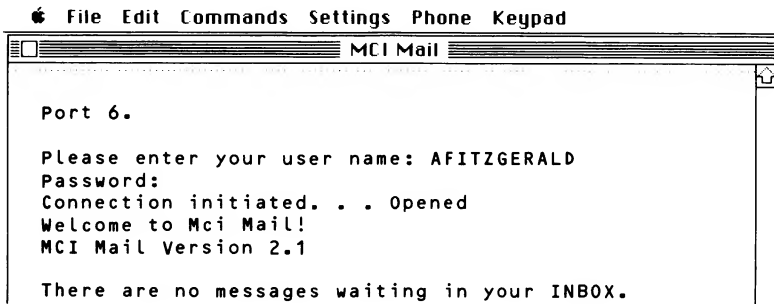 File Edit Commands Settings Phone Keypad
MCI Mail
Port 6.
Please enter your user name: AFITZGERALD
Password:
Connection initiated. . . Opened
Welcome to Mci Mail!
MCI Mail Version 2.1
There are no messages waiting in your INBOX.